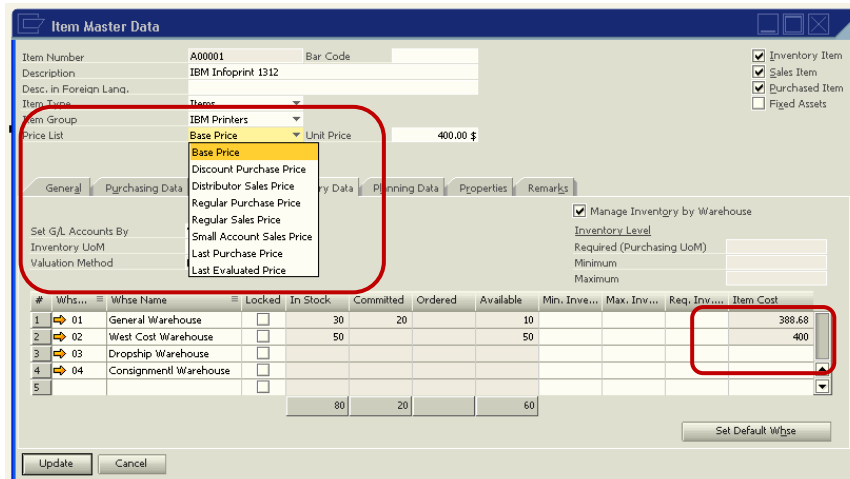 Item Master Data
Item Number A00001 Bar Code Inventory Item
Description IBM Infoprint 1312 Sales Item
Desc. in Foreign Lang. Purchased Item
Item Type Items Fixed Assets
Item Group IBM Printers
Price List Base Price Unit Price 400.00 $
Base Price
Discount Purchase Price
Distributor Sales Price
Regular Purchase Price
Regular Sales Price
Small Account Sales Price
Last Purchase Price
Last Evaluated Price
General Purchasing Data ry Data Planning Data Properties Remarks
Manage Inventory by Warehouse
Set G/L Accounts By Inventory Level
Inventory UoM Required (Purchasing UoM)
Valuation Method Minimum
Maximum
# Whs... Whse Name Locked In Stock Committed Ordered Available Min. Inve... Max. Inv... Req. Inv.... Item Cost
1 01 General Warehouse 30 20 10 388.68
2 02 West Cost Warehouse 50 50 400
3 03 Dropship Warehouse
4 04 Consignmentl Warehouse
5
80 20 60
Set Default Whse
Update Cancel